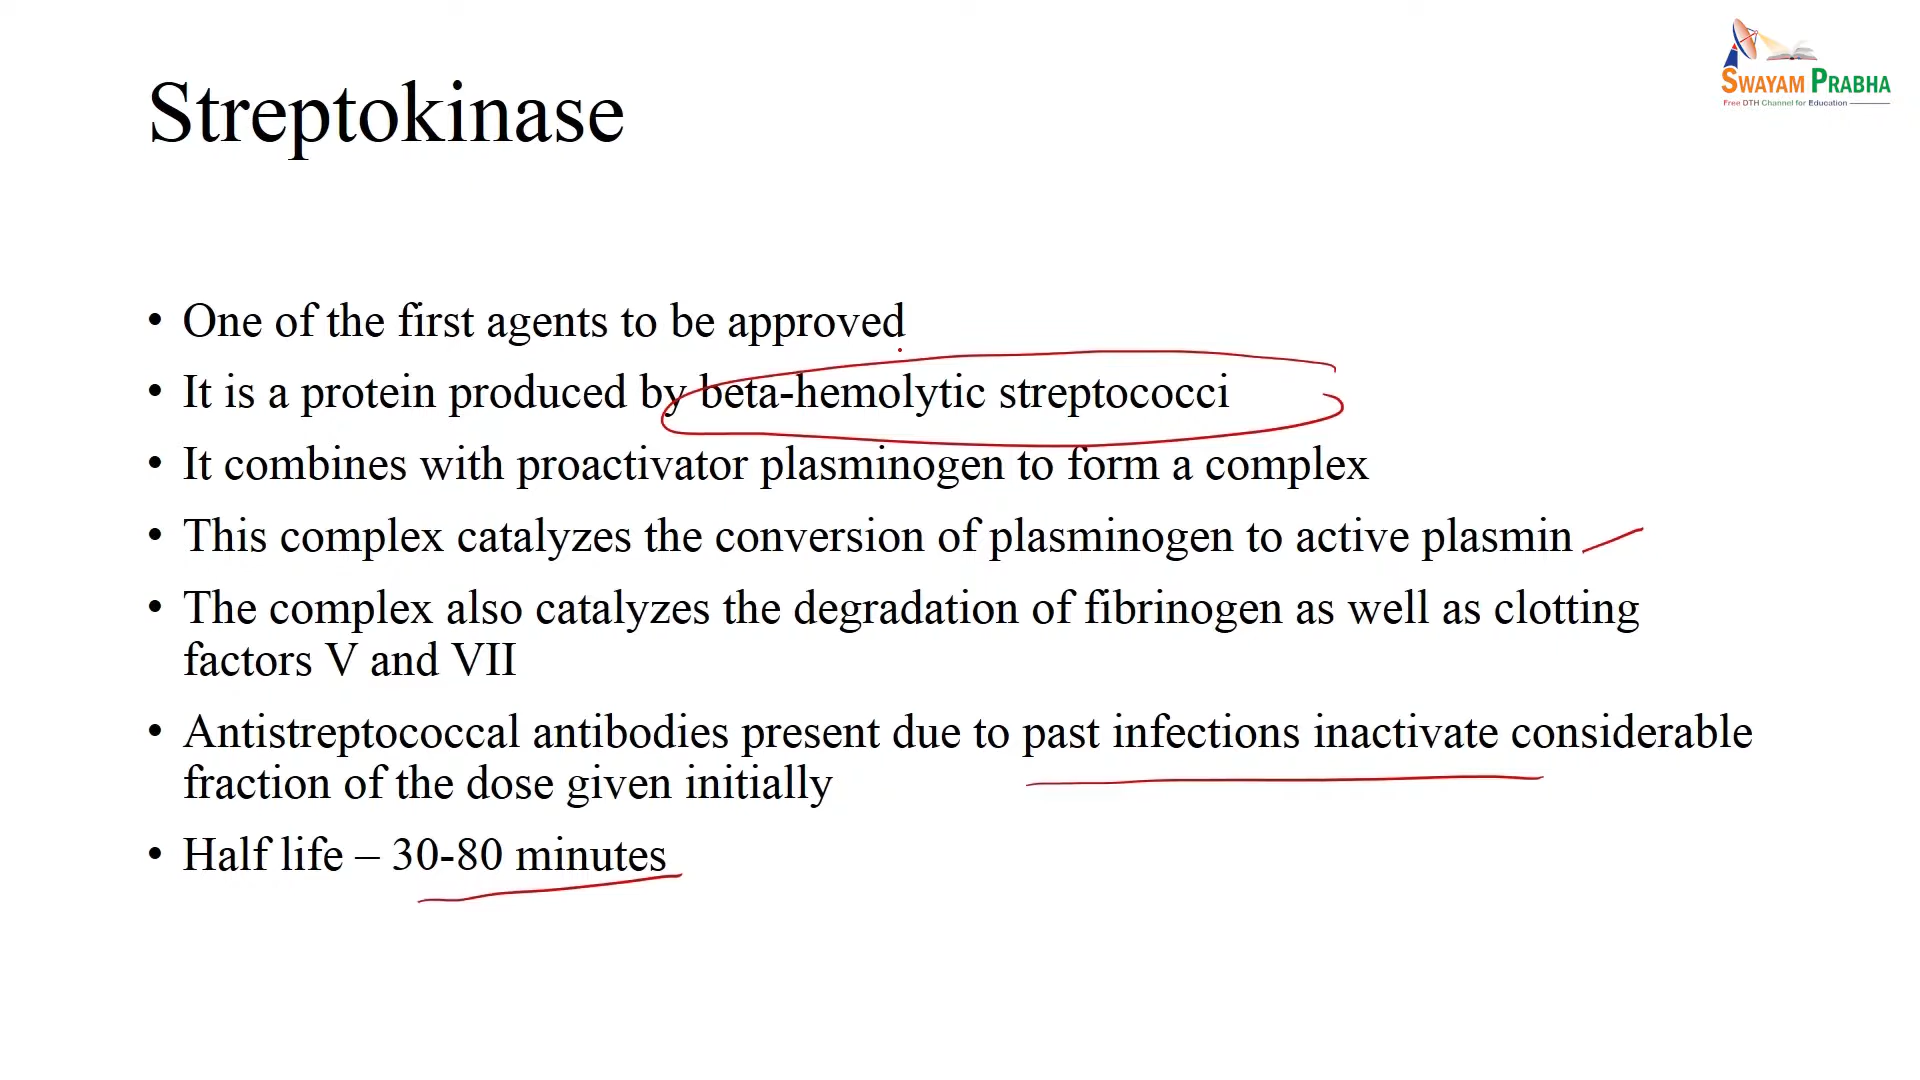 SWAYAM PRABHA
Free DTH Channel for Education
Streptokinase
• One of the first agents to be approved
• It is a protein produced by beta-hemolytic streptococci
• It combines with proactivator plasminogen to form a complex
• This complex catalyzes the conversion of plasminogen to active plasmin
• The complex also catalyzes the degradation of fibrinogen as well as clotting
factors V and VII
• Antistreptococcal antibodies present due to past infections inactivate considerable
fraction of the dose given initially
• Half life – 30-80 minutes